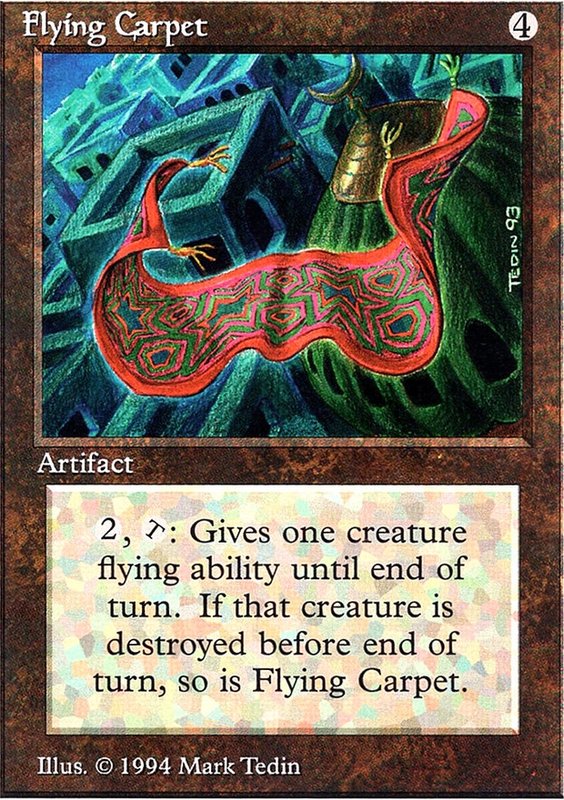 Flying Carpet 4
TEDIN 93
Artifact
2, T: Gives one creature
flying ability until end of
turn. If that creature is
destroyed before end of
turn, so is Flying Carpet.
Illus. © 1994 Mark Tedin